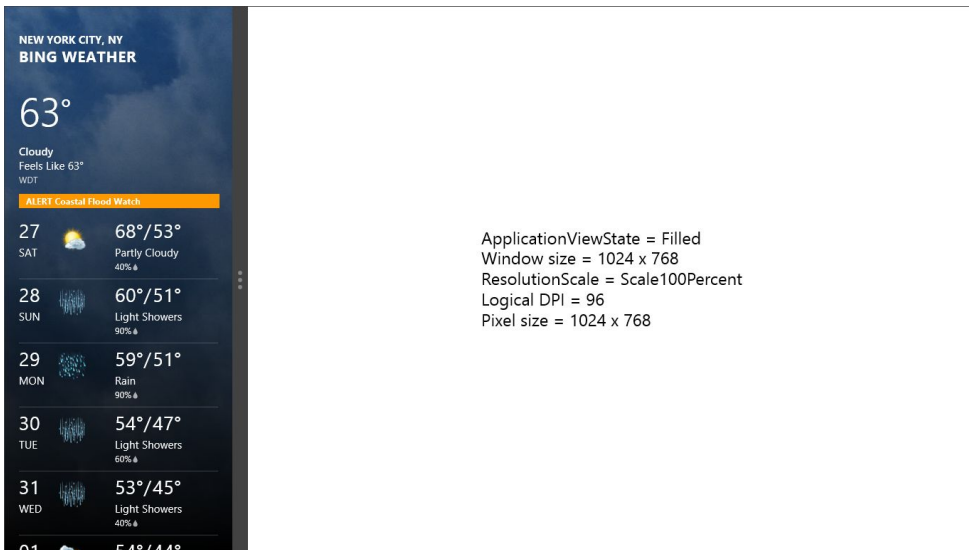 NEW YORK CITY, NY
BING WEATHER
63°
Cloudy
Feels Like 63°
WDT
ALERT Coastal Flood Watch
27 68°/53°
SAT Partly Cloudy
40%
28 60°/51°
SUN Light Showers
90%
29 59°/51°
MON Rain
90%
30 54°/47°
TUE Light Showers
60%
31 53°/45°
WED Light Showers
40%
01 54°/44°
ApplicationViewState = Filled
Window size = 1024 x 768
ResolutionScale = Scale100Percent
Logical DPI = 96
Pixel size = 1024 x 768